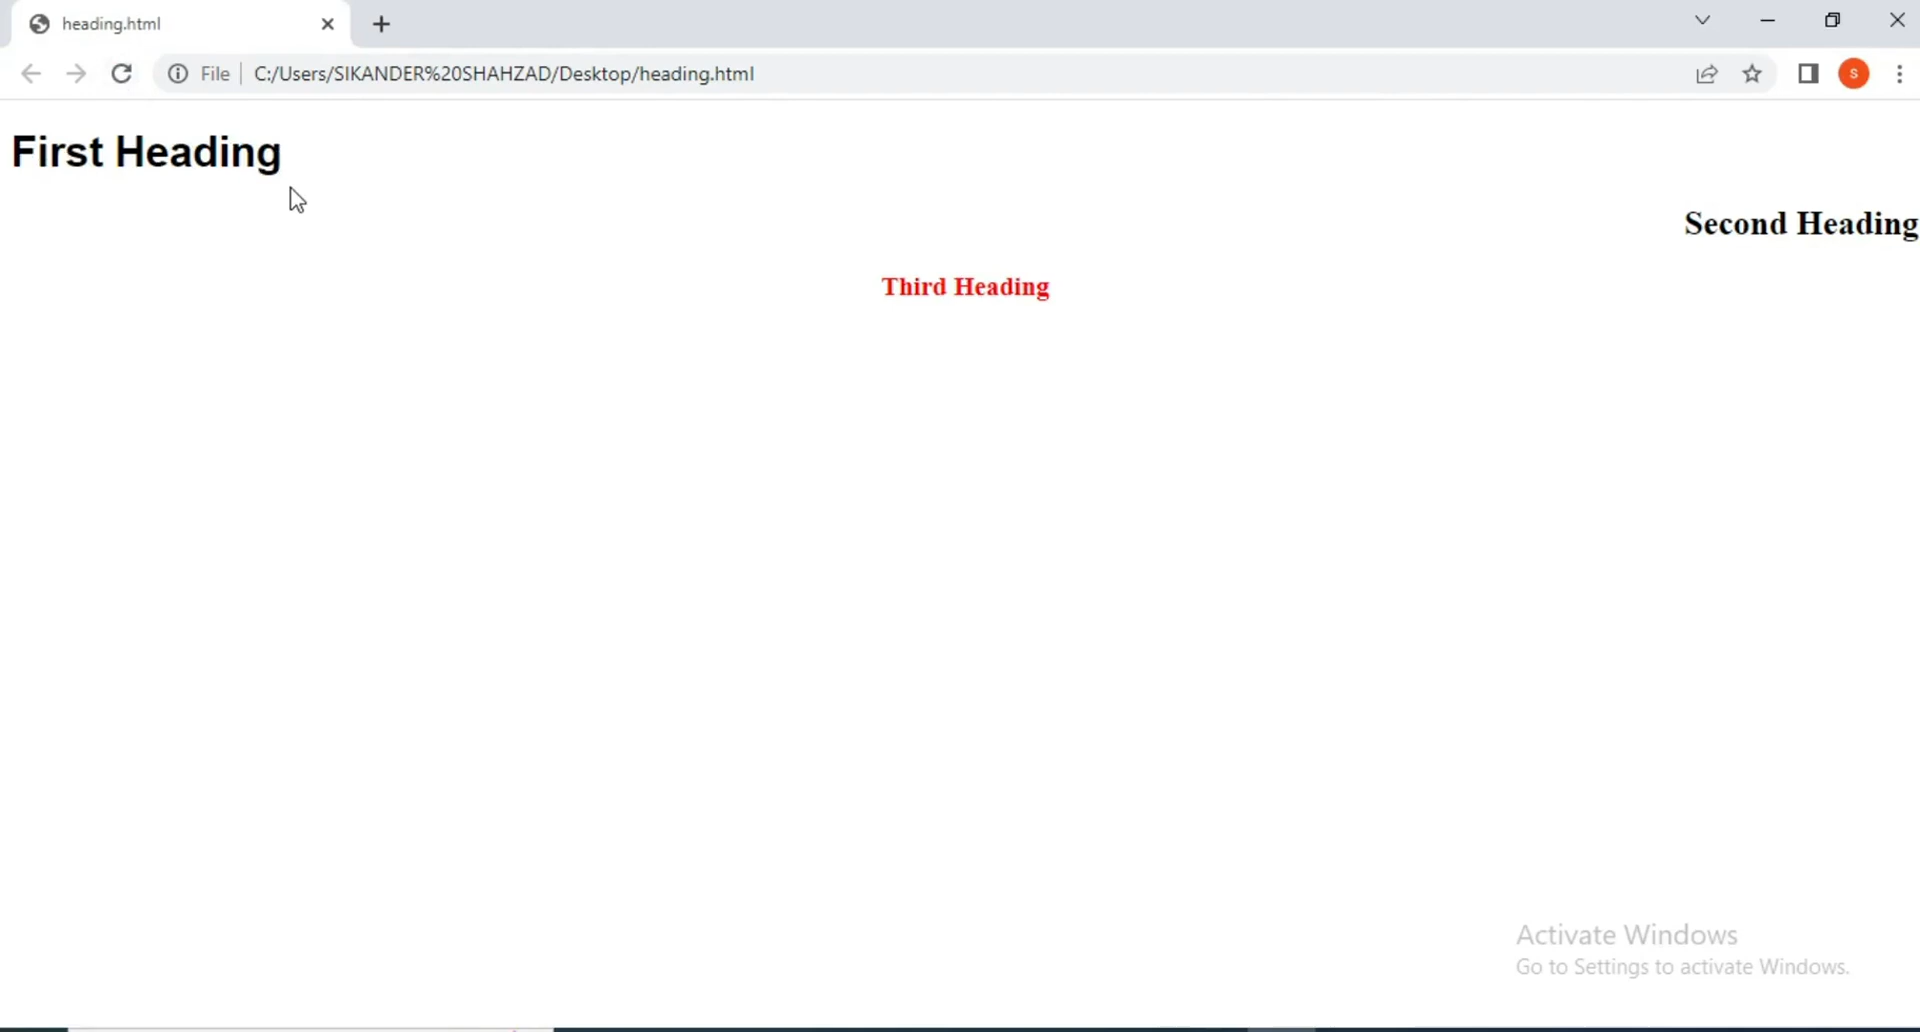 heading.html
File
C:/Users/SIKANDER%20SHAHZAD/Desktop/heading.html
S
First Heading
Second Heading
Third Heading
Activate Windows
Go to Settings to activate Windows.